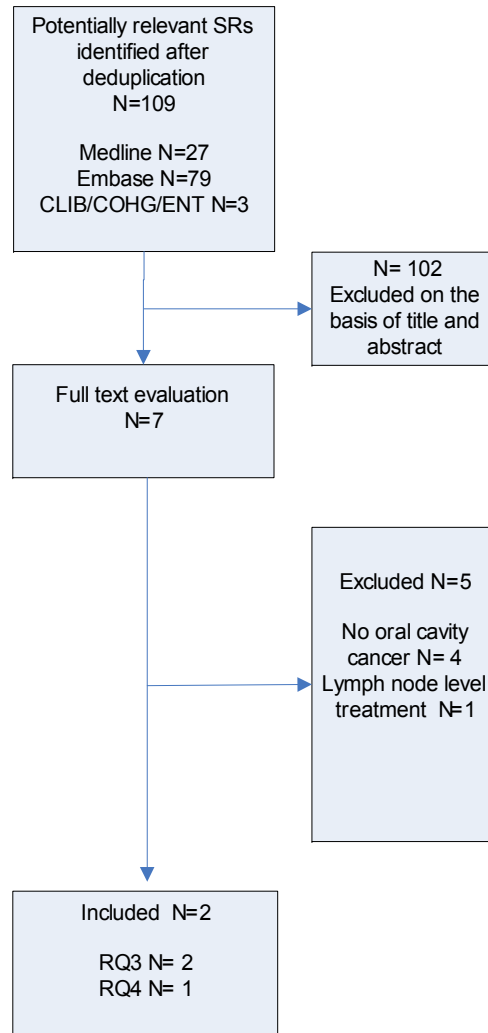 Potentially relevant SRs
identified after
deduplication
N=109
Medline N=27
Embase N=79
CLIB/COHG/ENT N=3
N= 102
Excluded on the
basis of title and
abstract
Full text evaluation
N=7
Excluded N=5
No oral cavity
cancer N= 4
Lymph node level
treatment N=1
Included N=2
RQ3 N= 2
RQ4 N= 1